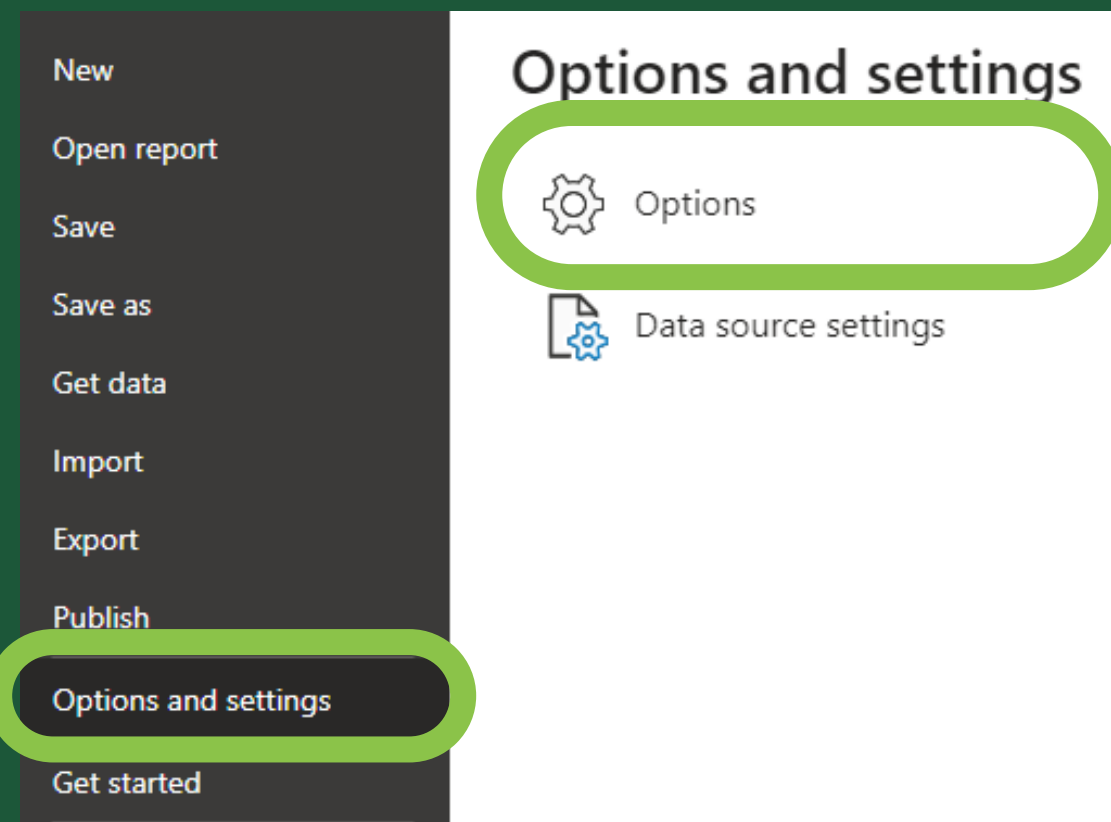 New
Open report
Save
Save as
Get data
Import
Export
Publish
Options and settings
Get started
Options and settings
Options
Data source settings